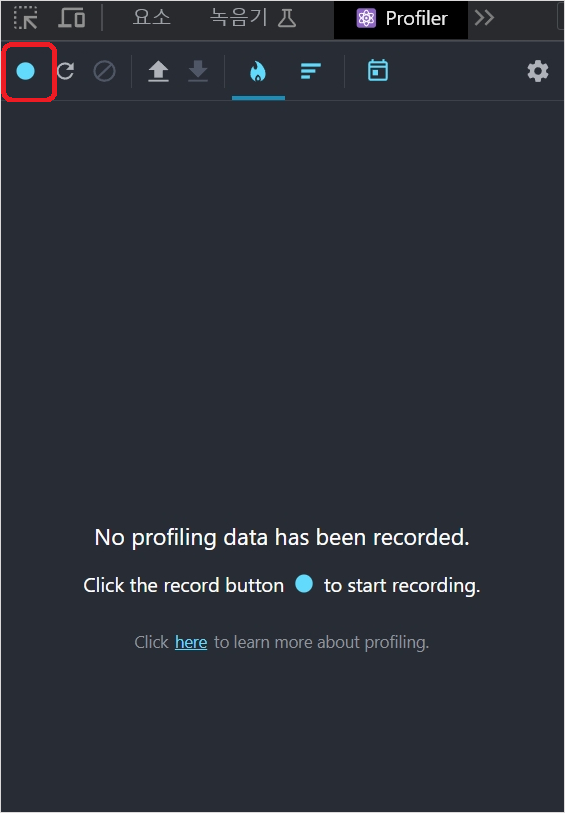 요소 녹음기 Profiler
No profiling data has been recorded.
Click the record button to start recording.
Click here to learn more about profiling.